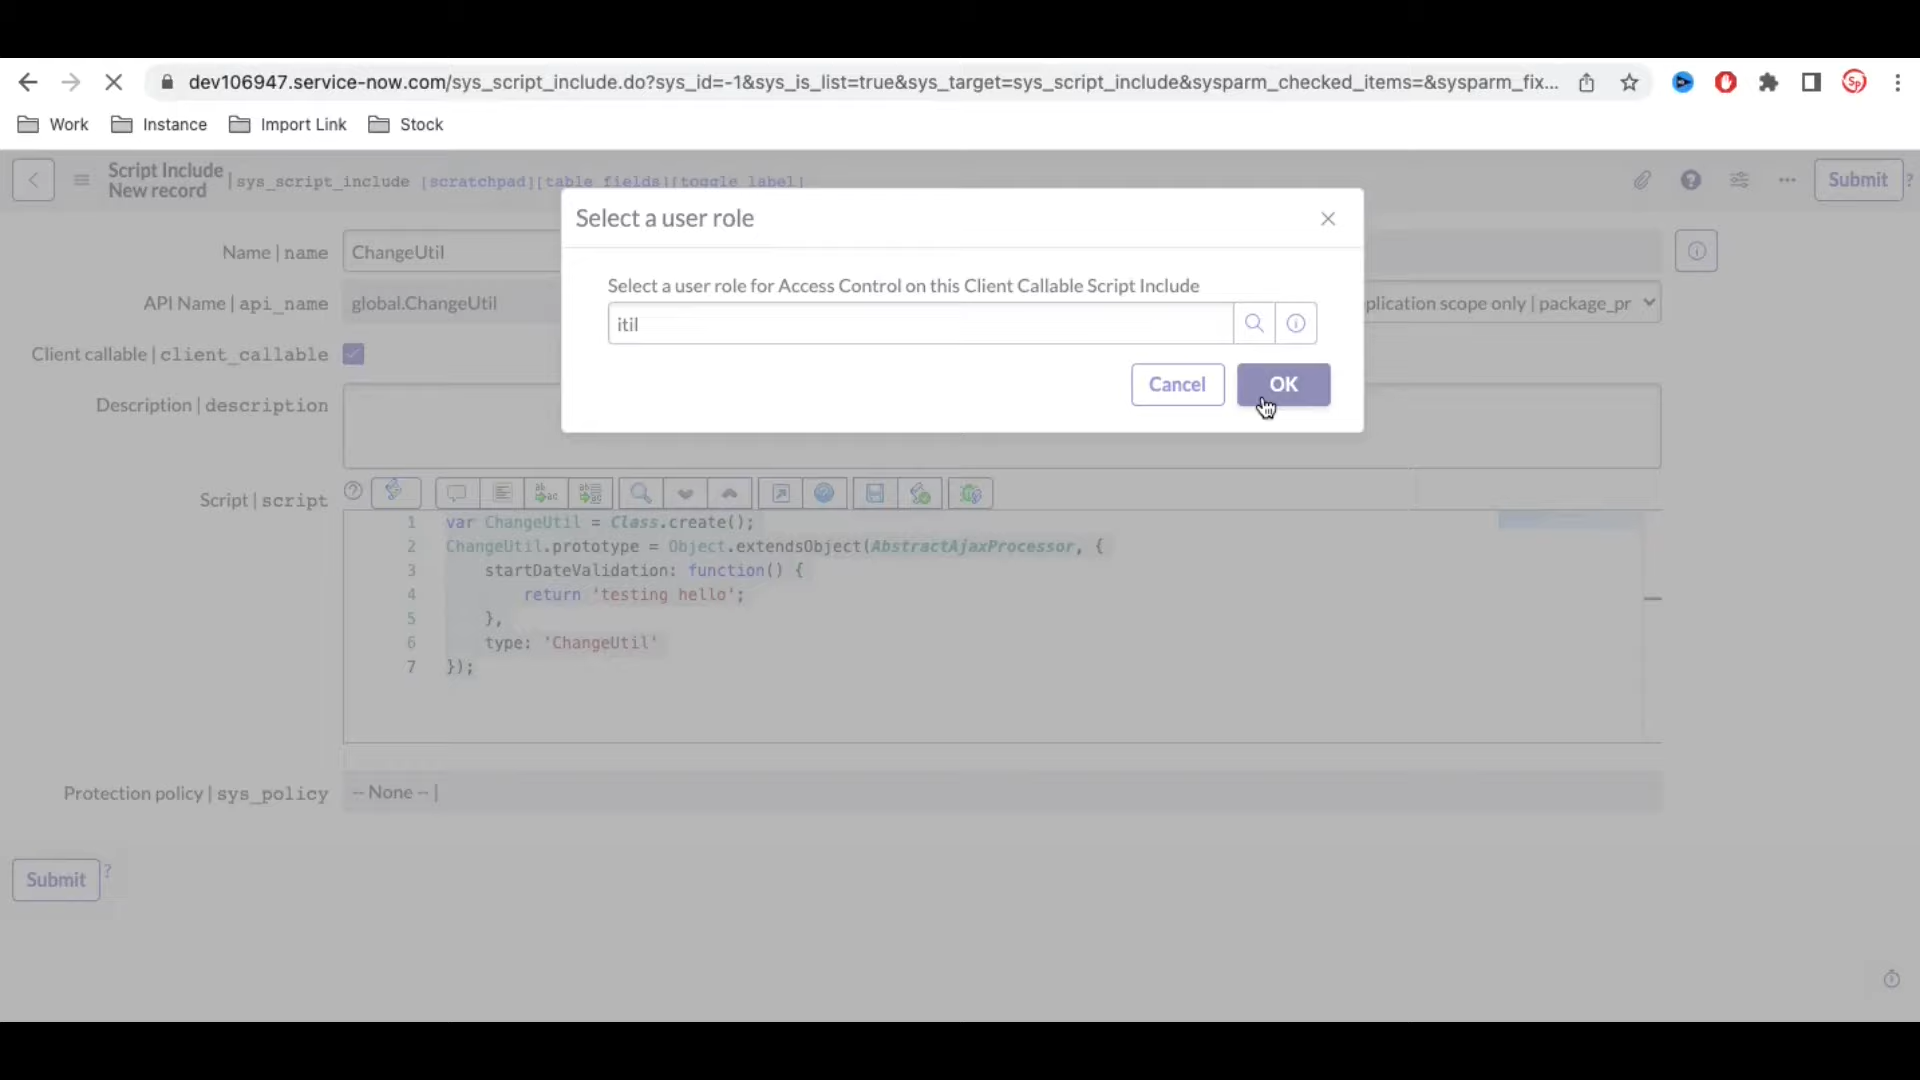 dev106947.service-now.com/sys_script_include.do?sys_id=-1&sys_is_list=true&sys_target=sys_script_include&sysparm_checked_items=&sysparm_fix...
Sp
Work Instance Import Link Stock
Script Include
New record | sys_script_include [scratchpad][table fields][toggle label]
Submit ?
Select a user role
Name | name ChangeUtil
Select a user role for Access Control on this Client Callable Script Include
API Name | api_name global.ChangeUtil
plication scope only | package_pr
itil
Client callable | client_callable
Cancel OK
Description | description
Script | script
1 var ChangeUtil = Class.create();
2 ChangeUtil.prototype = Object.extendsObject(AbstractAjaxProcessor, {
3 startDateValidation: function() {
4 return 'testing hello';
5 },
6 type: 'ChangeUtil'
7 });
Protection policy | sys_policy -- None -- |
Submit ?